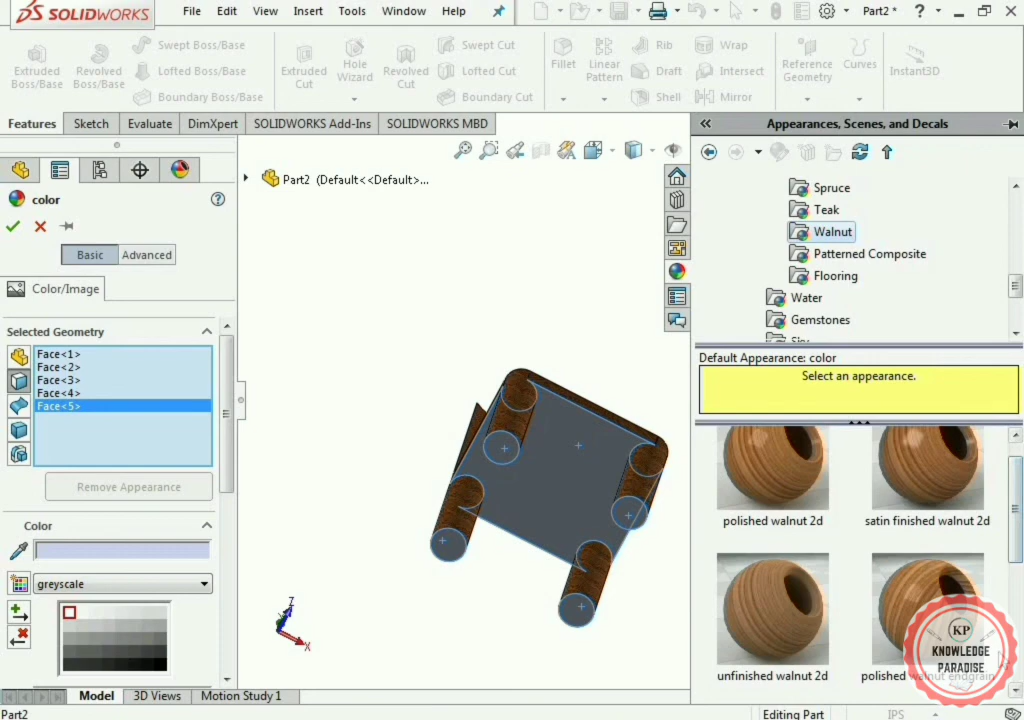 SOLIDWORKS
File Edit View Insert Tools Window Help
Part2 *
?
Extruded Boss/Base
Revolved Boss/Base
Swept Boss/Base
Lofted Boss/Base
Boundary Boss/Base
Extruded Cut
Hole Wizard
Revolved Cut
Swept Cut
Lofted Cut
Boundary Cut
Fillet
Linear Pattern
Rib
Draft
Shell
Wrap
Intersect
Mirror
Reference Geometry
Curves
Instant3D
Features Sketch Evaluate DimXpert SOLIDWORKS Add-Ins SOLIDWORKS MBD
Appearances, Scenes, and Decals
color
?
Basic Advanced
Color/Image
Selected Geometry
Face<1>
Face<2>
Face<3>
Face<4>
Face<5>
Remove Appearance
Color
greyscale
Part2 (Default<<Default>...
Z
X
Spruce
Teak
Walnut
Patterned Composite
Flooring
Water
Gemstones
Default Appearance: color
Select an appearance.
polished walnut 2d
satin finished walnut 2d
unfinished walnut 2d
polished walnut endgrain
KP
KNOWLEDGE
PARADISE
Model 3D Views Motion Study 1
Part2
Editing Part
IPS